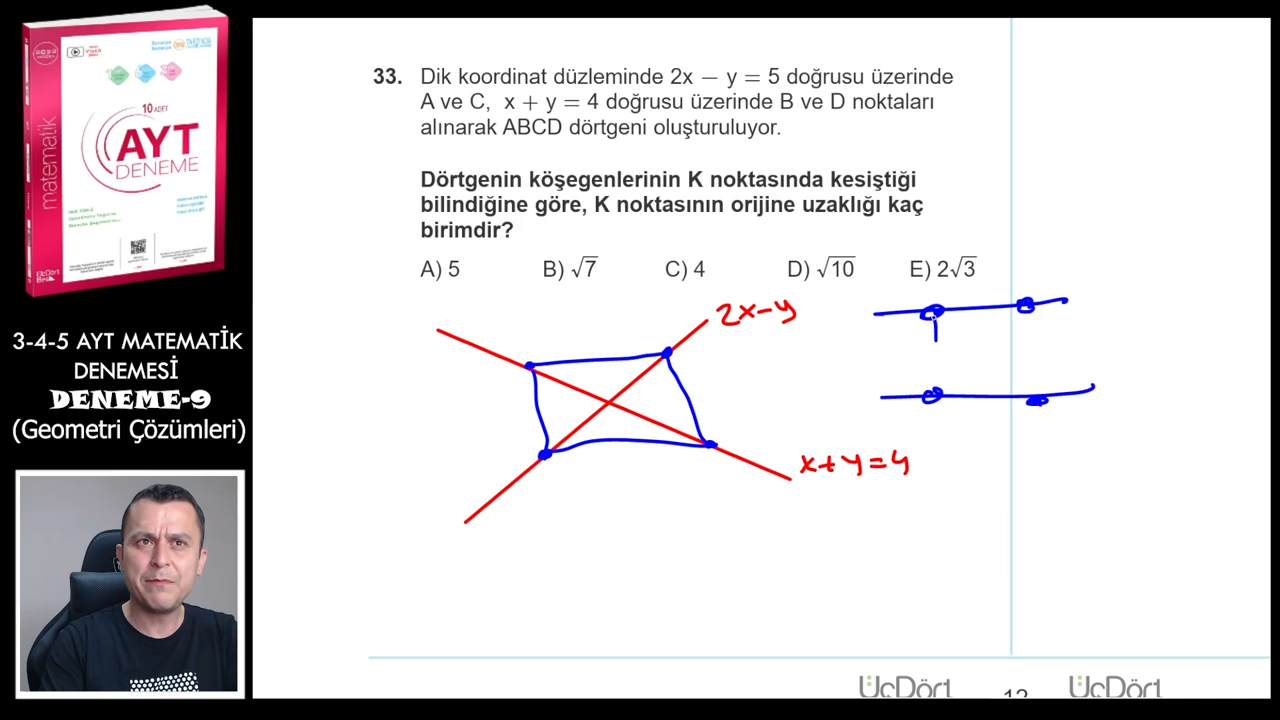 2022
matematik
10 ADET
AYT
DENEME
3-4-5 AYT MATEMATİK
DENEMESİ
DENEME-9
(Geometri Çözümleri)
33. Dik koordinat düzleminde 2x − y = 5 doğrusu üzerinde
A ve C, x + y = 4 doğrusu üzerinde B ve D noktaları
alınarak ABCD dörtgeni oluşturuluyor.
Dörtgenin köşegenlerinin K noktasında kesiştiği
bilindiğine göre, K noktasının orijine uzaklığı kaç
birimdir?
A) 5 B) √7 C) 4 D) √10 E) 2√3
2x-y
x+y=4
ÜçDört
12
ÜçDört